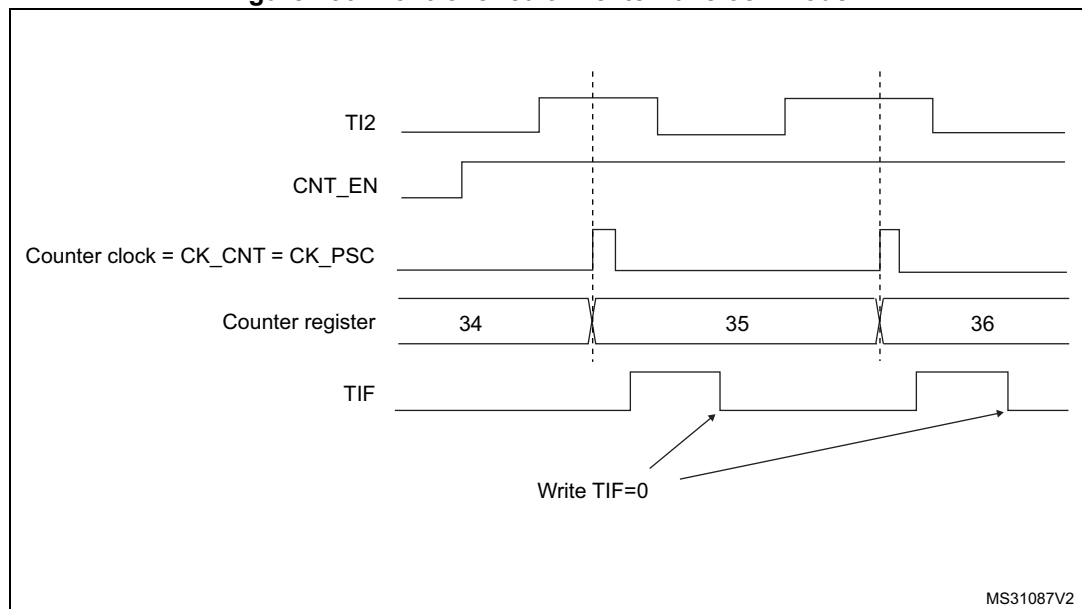 TI2
CNT_EN
Counter clock = CK_CNT = CK_PSC
Counter register
34
35
36
TIF
Write TIF=0
MS31087V2